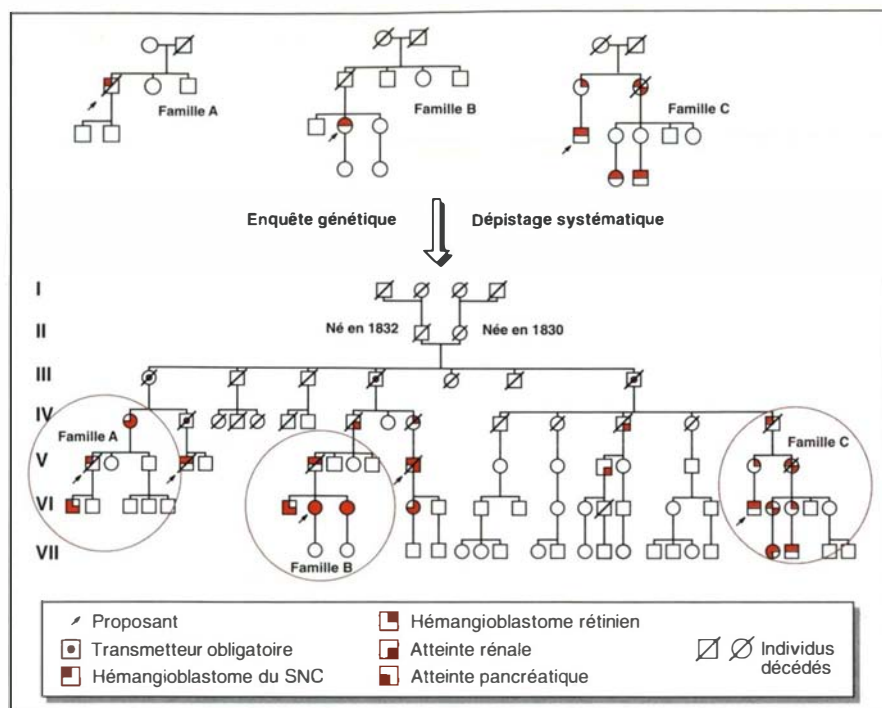 Famille A
Famille B
Famille C
Enquête génétique
Dépistage systématique
I
II
Né en 1832
Née en 1830
III
IV
Famille A
Famille C
V
VI
VII
Famille B
Proposant
Transmetteur obligatoire
Hémangioblastome du SNC
Hémangioblastome rétinien
Atteinte rénale
Atteinte pancréatique
Individus
décédés